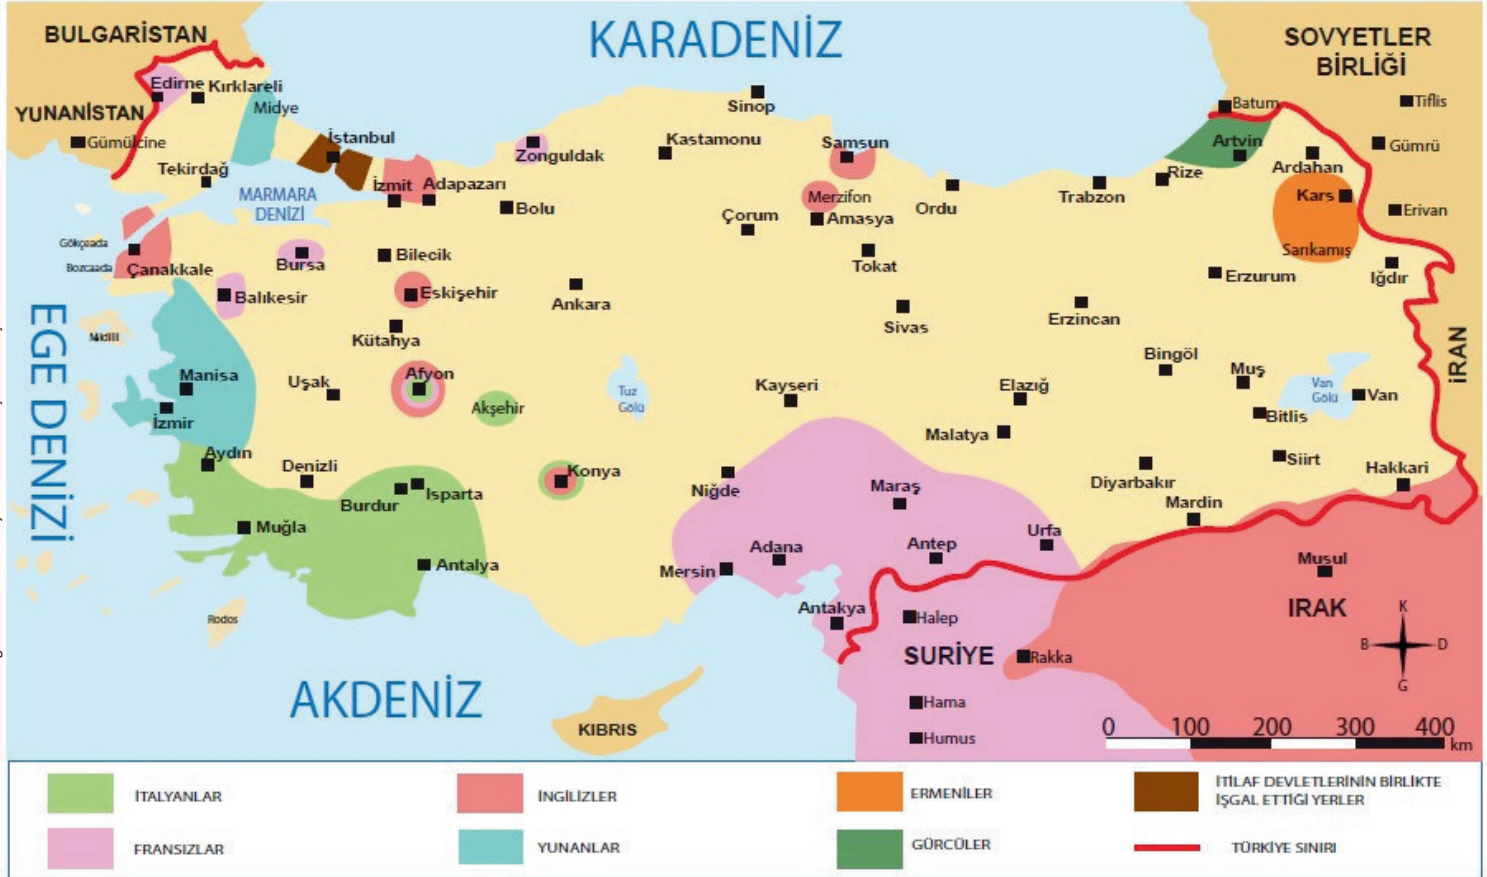 BULGARİSTAN
KARADENİZ
SOVYETLER
BİRLİĞİ
Edirne
Kırklareli
Sinop
Batum
Tiflis
YUNANİSTAN
Midye
Gümülcine
İstanbul
Zonguldak
Kastamonu
Samsun
Artvin
Gümrü
Tekirdağ
İzmit
Adapazarı
Ardahan
Rize
MARMARA
DENİZİ
Bolu
Merzifon
Ordu
Trabzon
Kars
Erivan
Çorum
Amasya
Gökçeada
Bozcaada
Çanakkale
Bursa
Bilecik
Tokat
Sarıkamış
Iğdır
Erzurum
Balıkesir
Eskişehir
Ankara
Sivas
Erzincan
EGE DENİZİ
Midilli
Kütahya
İRAN
Manisa
Uşak
Afyon
Akşehir
Tuz
Gölü
Kayseri
Elazığ
Bingöl
Muş
Van
Gölü
Van
Bitlis
İzmir
Malatya
Aydın
Denizli
Konya
Siirt
Hakkari
Burdur
Isparta
Niğde
Maraş
Diyarbakır
Mardin
Muğla
Antalya
Mersin
Adana
Antep
Urfa
Musul
Rodos
Antakya
Halep
IRAK
SURİYE
Rakka
K
B
D
G
AKDENİZ
KIBRIS
Hama
Humus
0 100 200 300 400
km
İTALYANLAR
İNGİLİZLER
ERMENİLER
İTİLAF DEVLETLERİNİN BİRLİKTE
İŞGAL ETTİĞİ YERLER
FRANSIZLAR
YUNANLAR
GÜRCÜLER
TÜRKİYE SINIRI